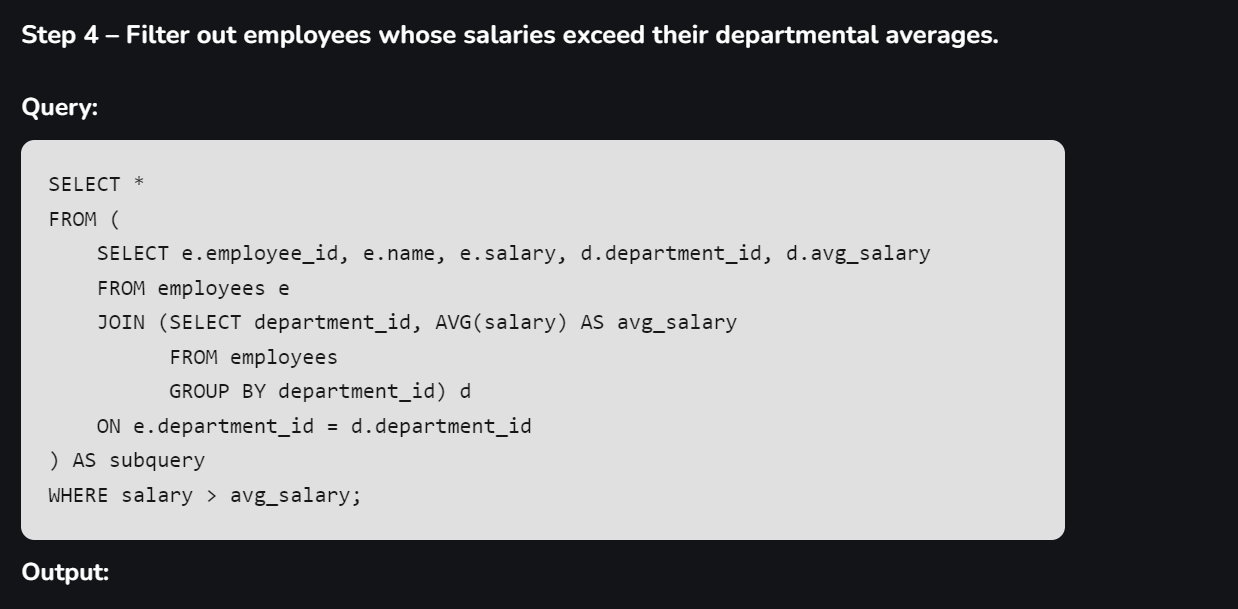 Step 4 – Filter out employees whose salaries exceed their departmental averages.
Query:
SELECT *
FROM (
    SELECT e.employee_id, e.name, e.salary, d.department_id, d.avg_salary
    FROM employees e
    JOIN (SELECT department_id, AVG(salary) AS avg_salary
          FROM employees
          GROUP BY department_id) d
    ON e.department_id = d.department_id
) AS subquery
WHERE salary > avg_salary;
Output: